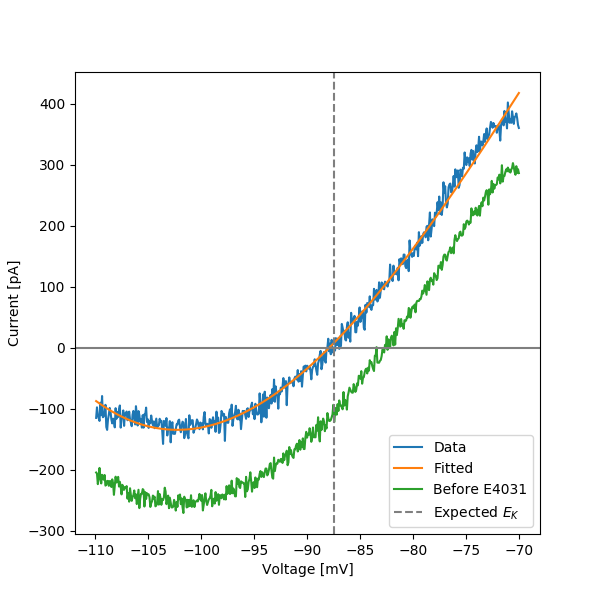 400
300
200
100
0
−100
−200
−300
Current [pA]
Data
Fitted
Before E4031
Expected E_K
−110 −105 −100 −95 −90 −85 −80 −75 −70
Voltage [mV]